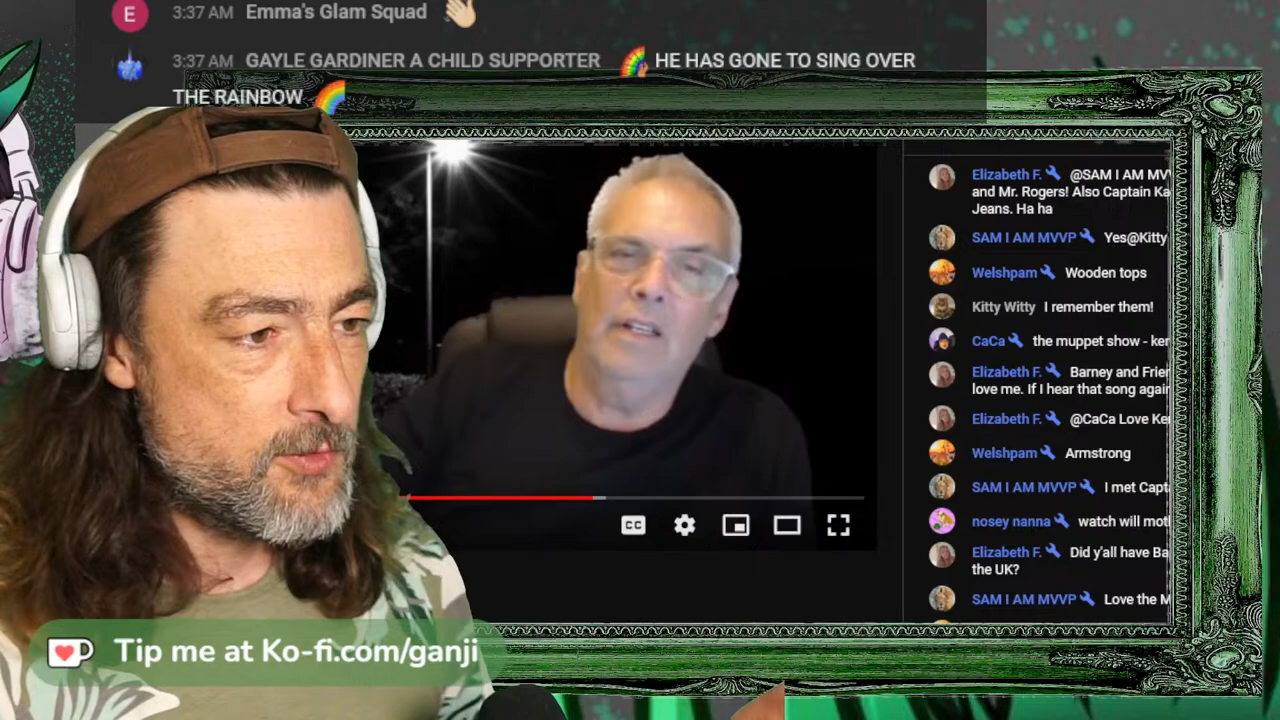 3:37 AM Emma's Glam Squad
3:37 AM GAYLE GARDINER A CHILD SUPPORTER HE HAS GONE TO SING OVER
THE RAINBOW
Elizabeth F. @SAM I AM MV
and Mr. Rogers! Also Captain Ka
Jeans. Ha ha
SAM I AM MVVP Yes@Kitty
Welshpam Wooden tops
Kitty Witty I remember them!
CaCa the muppet show - ker
Elizabeth F. Barney and Frie
love me. If I hear that song again
Elizabeth F. @CaCa Love Ke
Welshpam Armstrong
SAM I AM MVVP I met Capt
nosey nanna watch will mot
Elizabeth F. Did y'all have Ba
the UK?
SAM I AM MVVP Love the M
CC
Tip me at Ko-fi.com/ganji